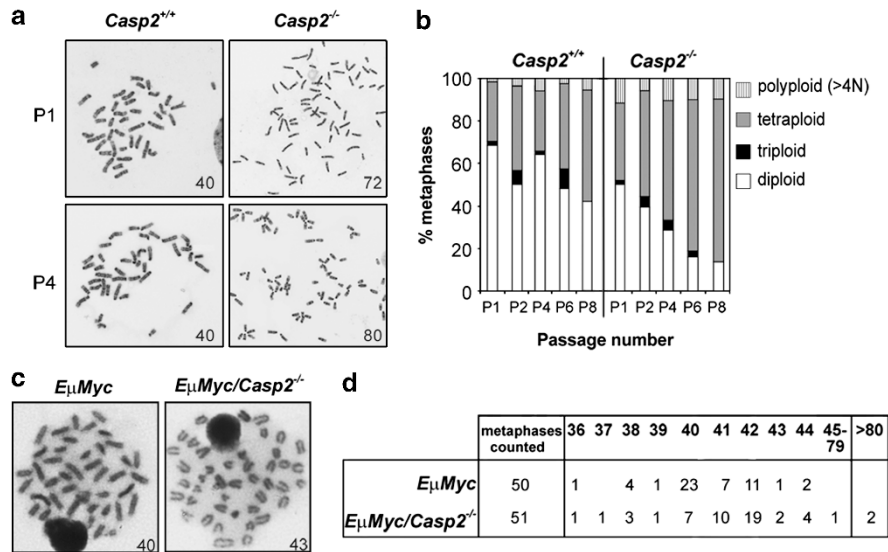 a
Casp2+/+ Casp2-/-
P1
40
72
P4
40
80
b
Casp2+/+ Casp2-/-
100
80
60
40
20
0
% metaphases
P1 P2 P4 P6 P8 P1 P2 P4 P6 P8
Passage number
polyploid (>4N)
tetraploid
triploid
diploid
c
EμMyc EμMyc/Casp2-/-
40
43
d
metaphases counted 36 37 38 39 40 41 42 43 44 45-79 >80
EμMyc 50 1 4 1 23 7 11 1 2
EμMyc/Casp2-/- 51 1 1 3 1 7 10 19 2 4 1 2